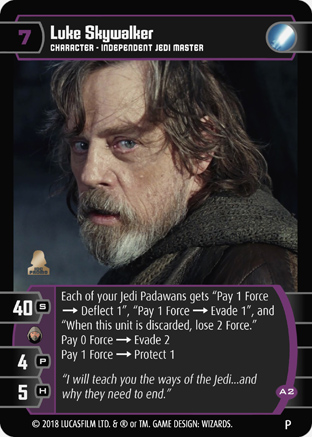 7 Luke Skywalker
CHARACTER - INDEPENDENT JEDI MASTER
40 S
4 P
5 H
Each of your Jedi Padawans gets “Pay 1 Force
→ Deflect 1”, “Pay 1 Force → Evade 1”, and
“When this unit is discarded, lose 2 Force.”
Pay 0 Force → Evade 2
Pay 1 Force → Protect 1
“I will teach you the ways of the Jedi...and
why they need to end.”
A2
© 2018 LUCASFILM LTD. & ® or TM. GAME DESIGN: WIZARDS. P